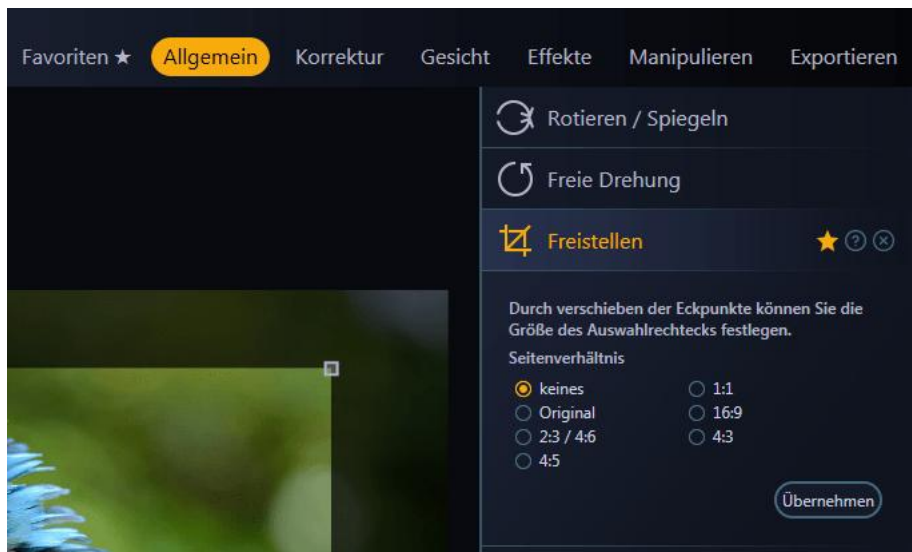 Favoriten ★ Allgemein Korrektur Gesicht Effekte Manipulieren Exportieren
Rotieren / Spiegeln
Freie Drehung
Freistellen
Durch verschieben der Eckpunkte können Sie die
Größe des Auswahlrechtecks festlegen.
Seitenverhältnis
keines 1:1
Original 16:9
2:3 / 4:6 4:3
4:5
Übernehmen